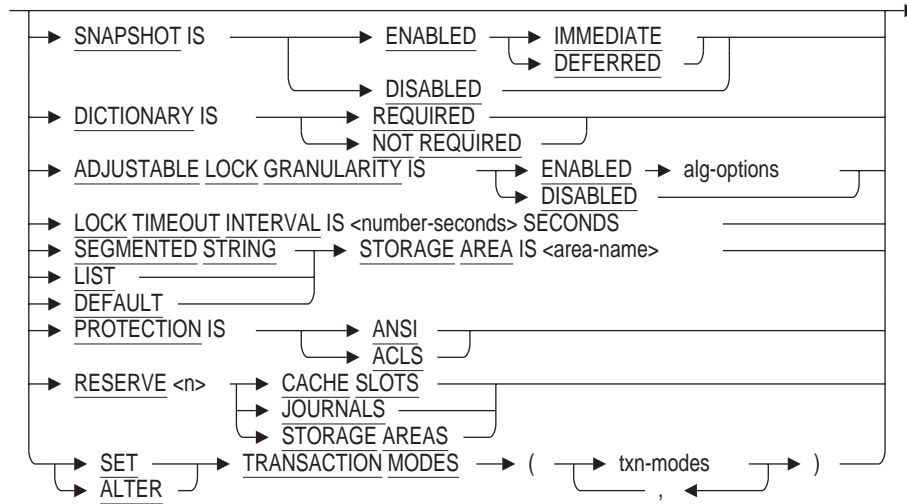 SNAPSHOT IS ENABLED IMMEDIATE
DEFERRED
DISABLED
DICTIONARY IS REQUIRED
NOT REQUIRED
ADJUSTABLE LOCK GRANULARITY IS ENABLED alg-options
DISABLED
LOCK TIMEOUT INTERVAL IS <number-seconds> SECONDS
SEGMENTED STRING STORAGE AREA IS <area-name>
LIST
DEFAULT
PROTECTION IS ANSI
ACLS
RESERVE <n> CACHE SLOTS
JOURNALS
STORAGE AREAS
SET TRANSACTION MODES ( txn-modes )
ALTER ,